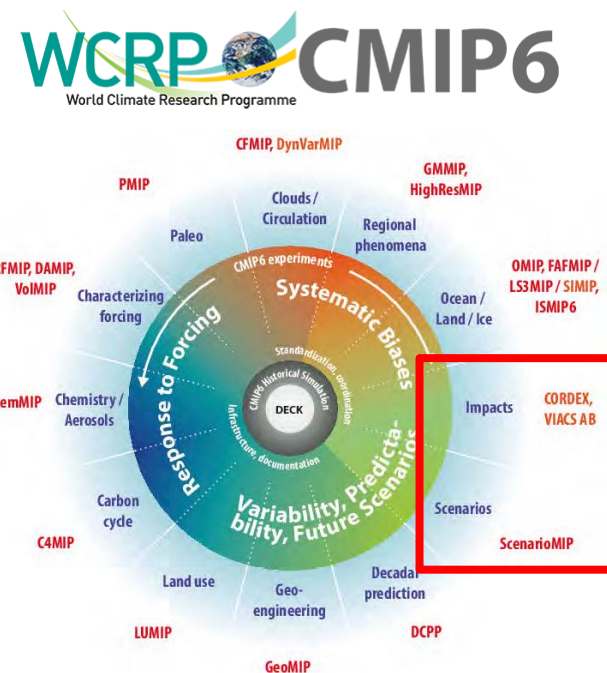 WCRP CMIP6
World Climate Research Programme
CFMIP, DynVarMIP
PMIP
GMMIP,
HighResMIP
Clouds /
Circulation
Paleo
Regional
phenomena
FMIP, DAMIP,
VolMIP
Characterizing
forcing
CMIP6 experiments
OMIP, FAFMIP /
LS3MIP / SIMIP,
ISMIP6
Ocean /
Land / Ice
Systematic Biases
Response to Forcing
Standardization, coordination
CMIP6 Historical Simulation
DECK
Infrastructure, documentation
emMIP
Chemistry /
Aerosols
Impacts
CORDEX,
VIACS AB
Variability, Predicta-
bility, Future Scenarios
Carbon
cycle
Scenarios
C4MIP
ScenarioMIP
Land use
Geo-
engineering
Decadal
prediction
LUMIP
DCPP
GeoMIP